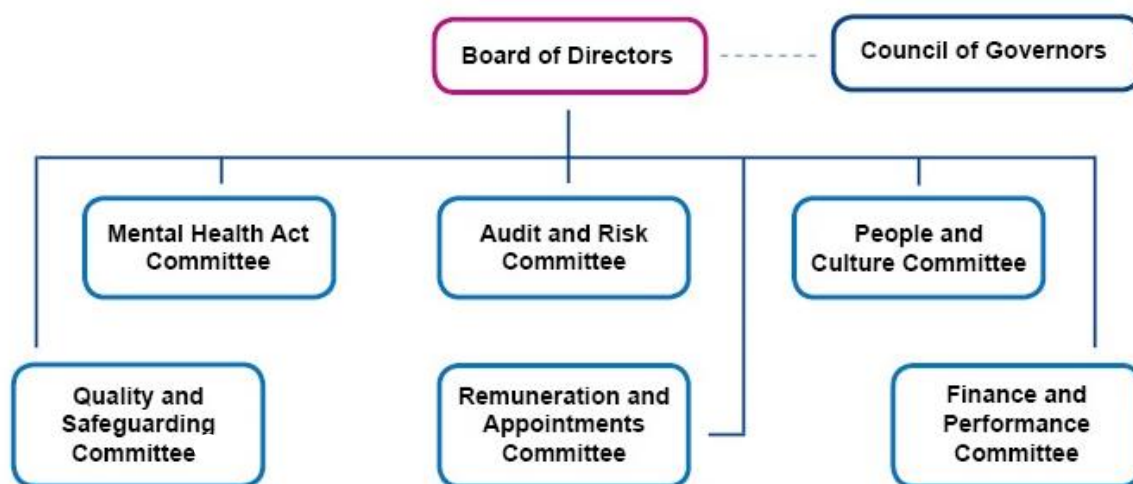 Board of Directors
Council of Governors
Mental Health Act
Committee
Audit and Risk
Committee
People and
Culture Committee
Quality and
Safeguarding
Committee
Remuneration and
Appointments
Committee
Finance and
Performance
Committee